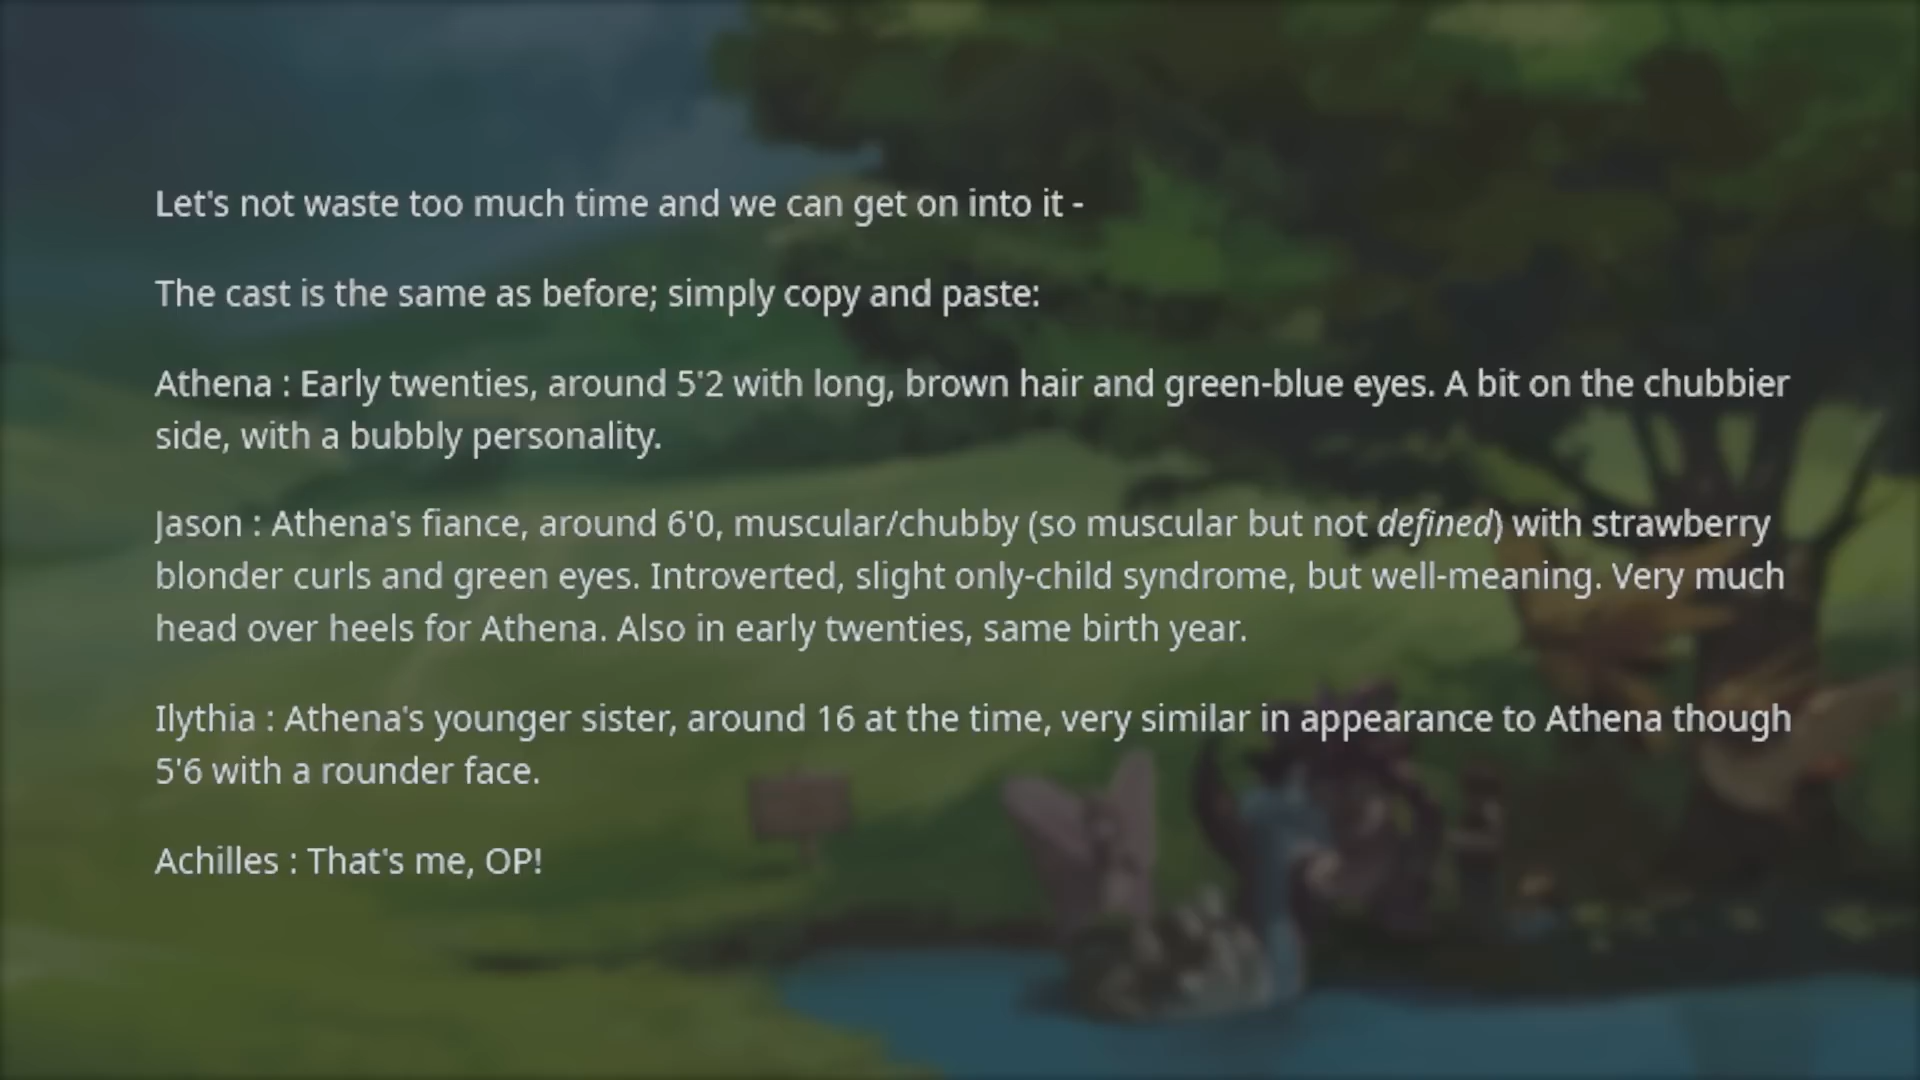 Let's not waste too much time and we can get on into it -
The cast is the same as before; simply copy and paste:
Athena : Early twenties, around 5'2 with long, brown hair and green-blue eyes. A bit on the chubbier
side, with a bubbly personality.
Jason : Athena's fiance, around 6'0, muscular/chubby (so muscular but not defined) with strawberry
blonder curls and green eyes. Introverted, slight only-child syndrome, but well-meaning. Very much
head over heels for Athena. Also in early twenties, same birth year.
Ilythia : Athena's younger sister, around 16 at the time, very similar in appearance to Athena though
5'6 with a rounder face.
Achilles : That's me, OP!